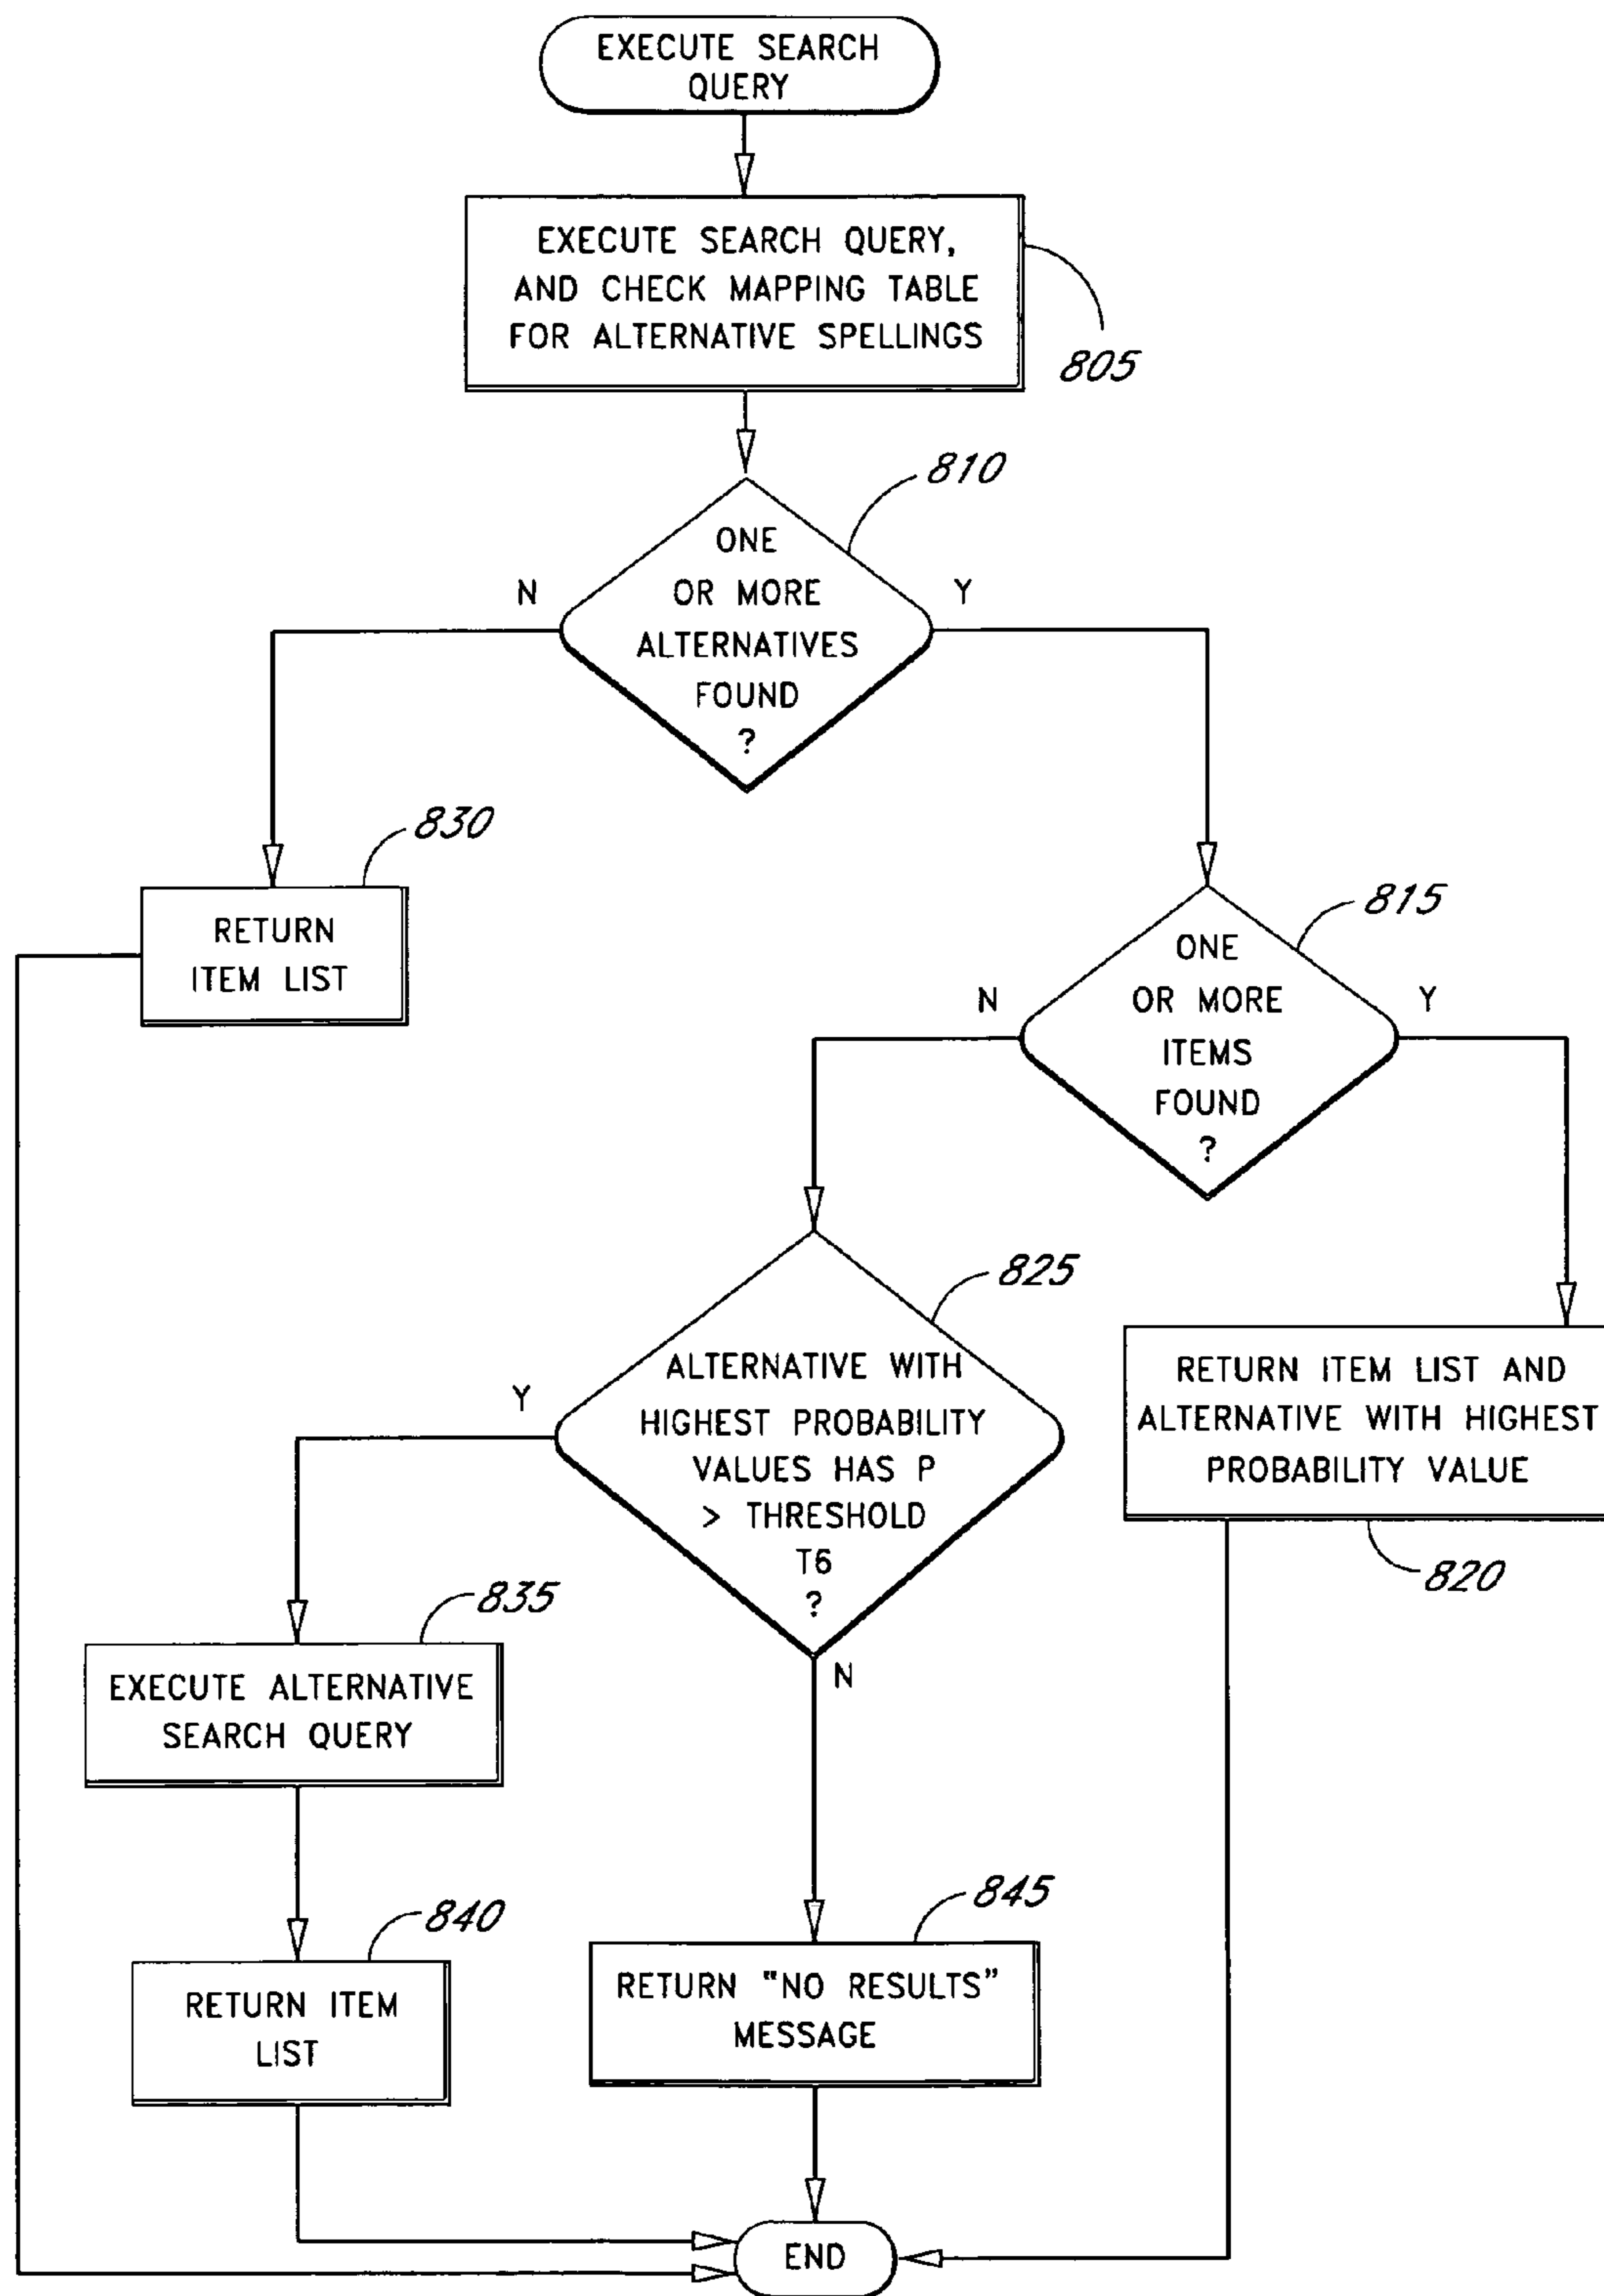 EXECUTE SEARCH
QUERY
EXECUTE SEARCH QUERY,
AND CHECK MAPPING TABLE
FOR ALTERNATIVE SPELLINGS
805
810
ONE
OR MORE
ALTERNATIVES
FOUND
?
N
Y
830
RETURN
ITEM LIST
815
ONE
OR MORE
ITEMS
FOUND
?
N
Y
825
ALTERNATIVE WITH
HIGHEST PROBABILITY
VALUES HAS P
> THRESHOLD
T6
?
Y
N
RETURN ITEM LIST AND
ALTERNATIVE WITH HIGHEST
PROBABILITY VALUE
820
835
EXECUTE ALTERNATIVE
SEARCH QUERY
840
RETURN ITEM
LIST
845
RETURN "NO RESULTS"
MESSAGE
END